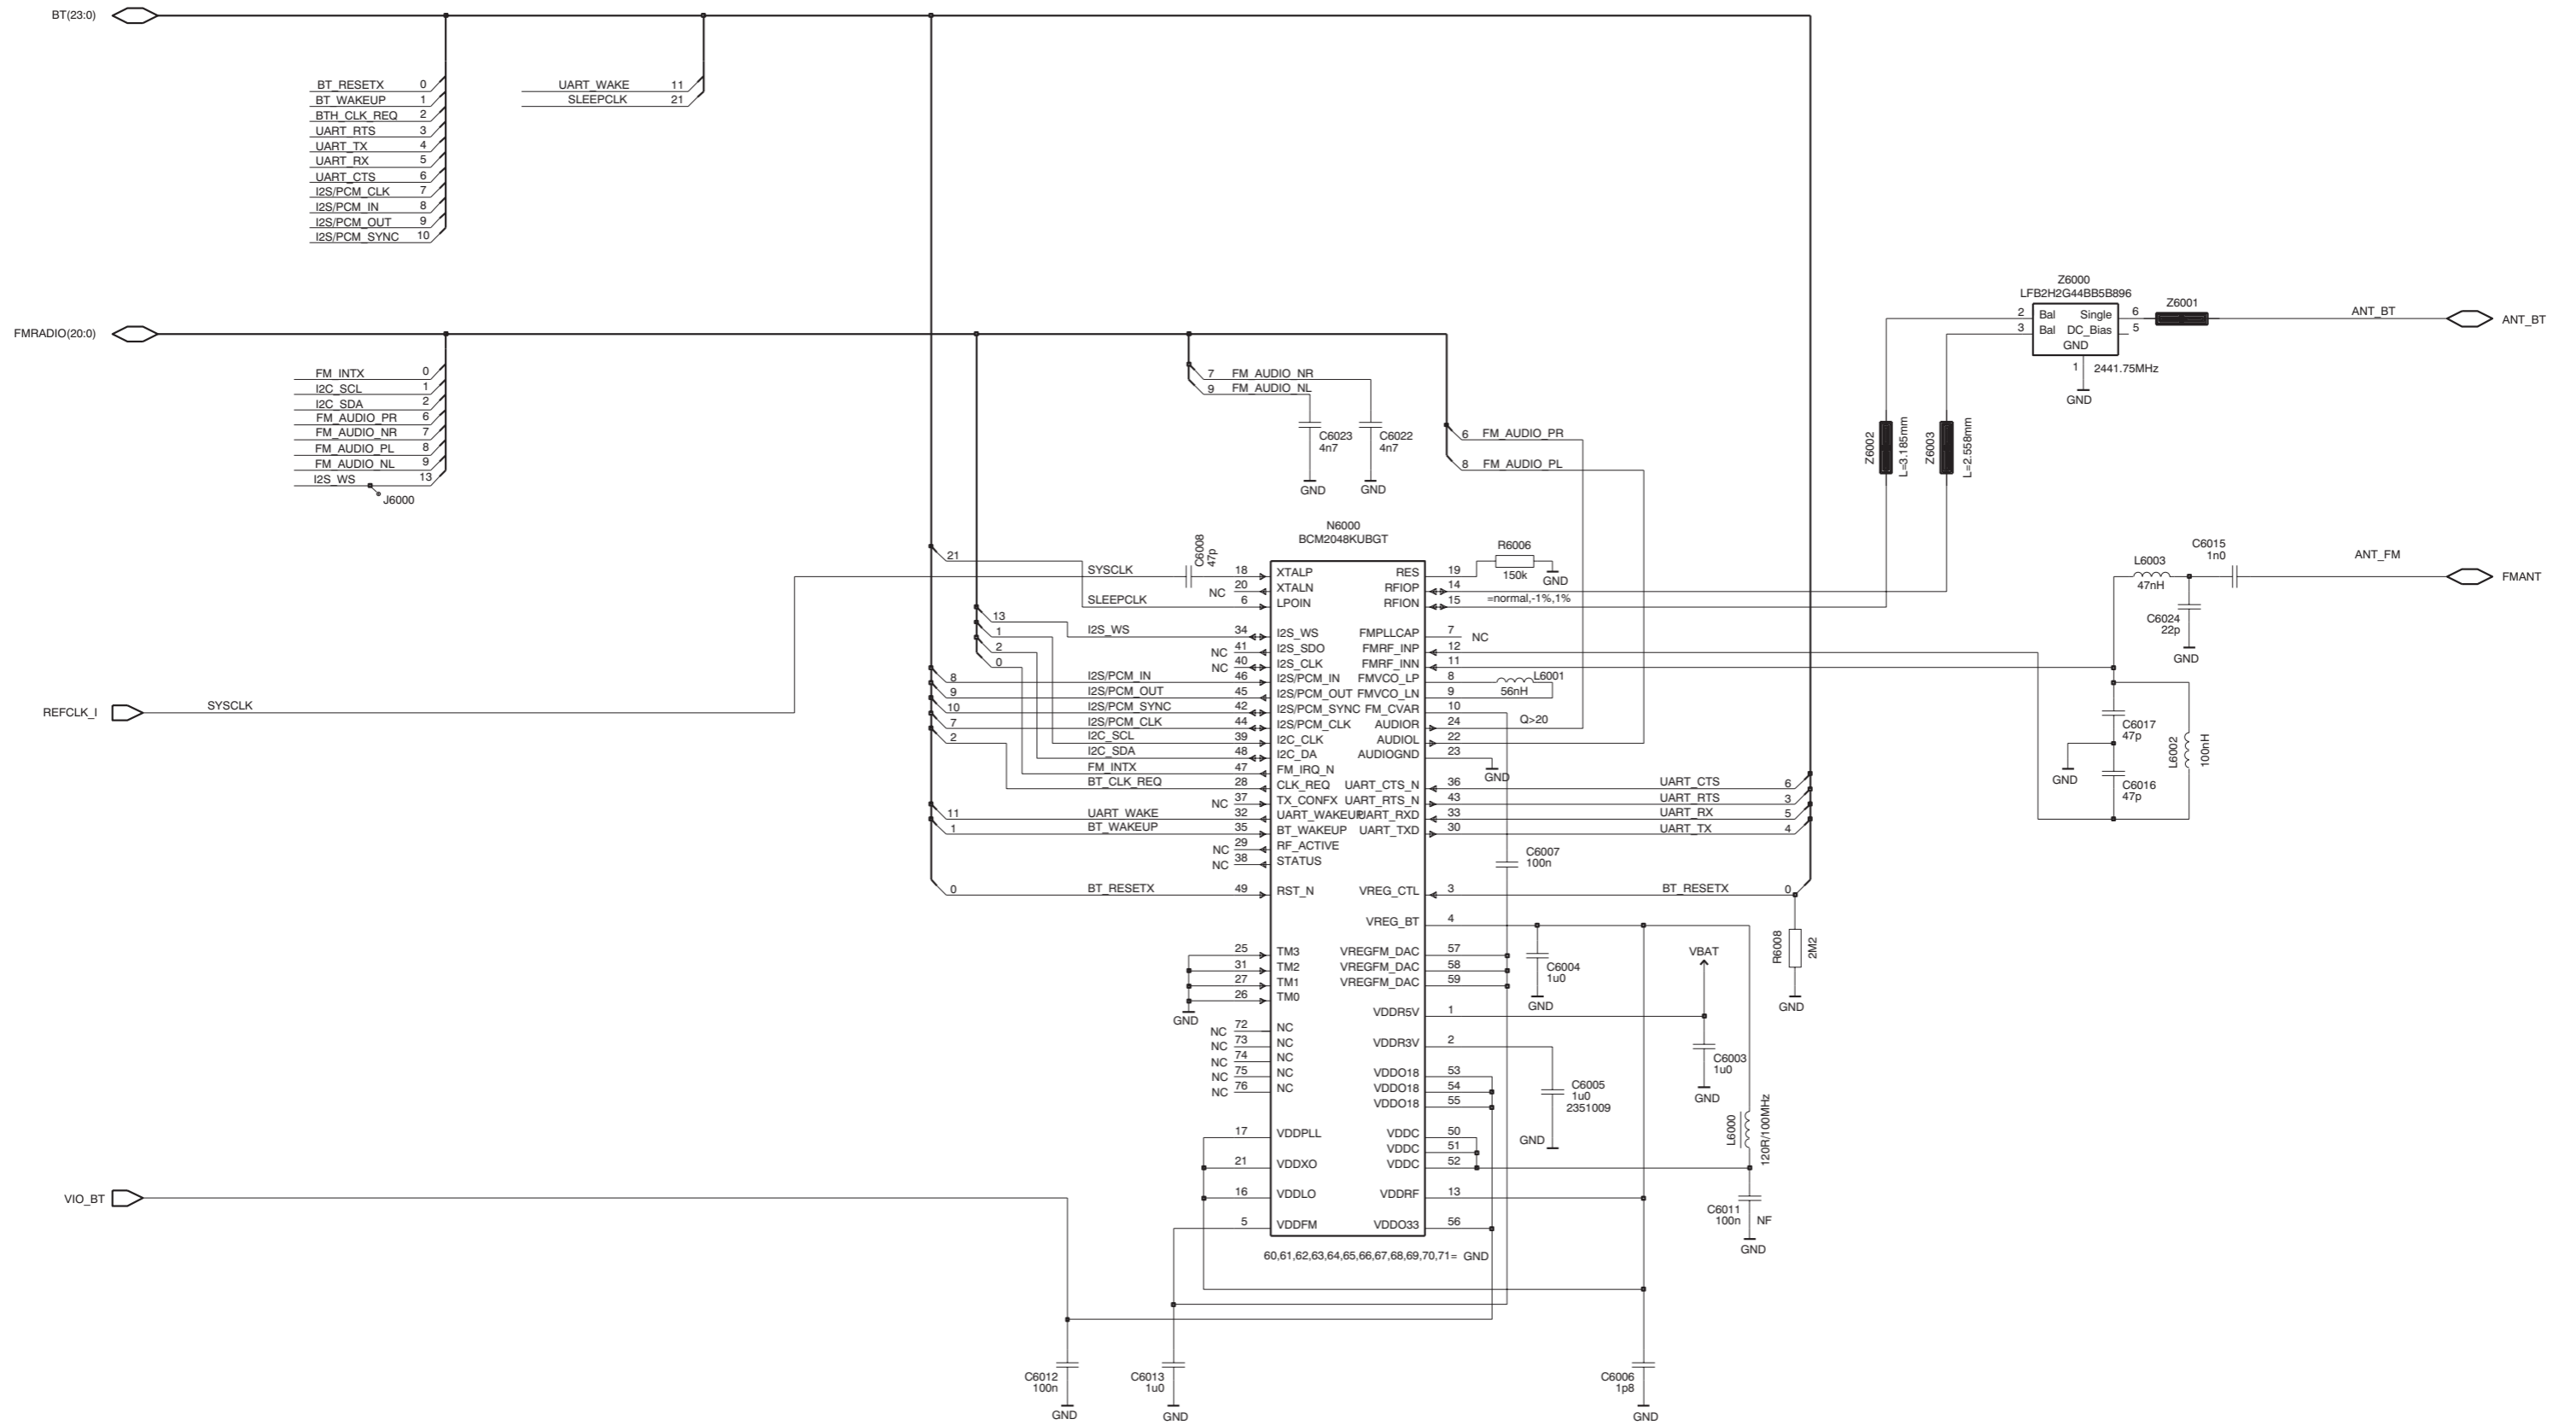 BT(23:0)
BT_RESETX 0
BT_WAKEUP 1
BTH_CLK_REQ 2
UART_RTS 3
UART_TX 4
UART_RX 5
UART_CTS 6
I2S/PCM_CLK 7
I2S/PCM_IN 8
I2S/PCM_OUT 9
I2S/PCM_SYNC 10
UART_WAKE 11
SLEEPCLK 21
FMRADIO(20:0)
FM_INTX 0
I2C_SCL 1
I2C_SDA 2
FM_AUDIO_PR 6
FM_AUDIO_NR 7
FM_AUDIO_PL 8
FM_AUDIO_NL 9
I2S_WS 13
J6000
7 FM_AUDIO_NR
9 FM_AUDIO_NL
C6023
4n7
GND
C6022
4n7
GND
6 FM_AUDIO_PR
8 FM_AUDIO_PL
Z6000
LFB2H2G44BB5B896
2 Bal Single 6
3 Bal DC_Bias 5
GND
1
2441.75MHz
GND
Z6001
ANT_BT
ANT_BT
Z6002
L=3.185mm
Z6003
L=2.558mm
REFCLK_I
SYSCLK
VIO_BT
N6000
BCM2048KUBGT
C6008
47p
21
SYSCLK 18 XTALP
NC 20 XTALN
SLEEPCLK 6 LPOIN
13 I2S_WS 34 I2S_WS
1
NC 41 I2S_SDO
2
NC 40 I2S_CLK
0
8 I2S/PCM_IN 46 I2S/PCM_IN
9 I2S/PCM_OUT 45 I2S/PCM_OUT
10 I2S/PCM_SYNC 42 I2S/PCM_SYNC
7 I2S/PCM_CLK 44 I2S/PCM_CLK
2
I2C_SCL 39 I2C_CLK
I2C_SDA 48 I2C_DA
FM_INTX 47 FM_IRQ_N
BT_CLK_REQ 28 CLK_REQ
NC 37 TX_CONFX
11 UART_WAKE 32 UART_WAKEUP
1 BT_WAKEUP 35 BT_WAKEUP
NC 29 RF_ACTIVE
NC 38 STATUS
0 BT_RESETX 49 RST_N
25 TM3
31 TM2
27 TM1
26 TM0
GND
NC 72 NC
NC 73 NC
NC 74 NC
NC 75 NC
NC 76 NC
17 VDDPLL
21 VDDXO
16 VDDLO
5 VDDFM
RES 19
R6006
150k
GND
RFIOP 14
RFION 15 =normal,-1%,1%
FMPLLCAP 7 NC
FMRF_INP 12
FMRF_INN 11
FMVCO_LP 8
L6001
56nH
FMVCO_LN 9
FM_CVAR 10
Q>20
AUDIOR 24
AUDIOL 22
AUDIOGND 23
GND
UART_CTS_N 36 UART_CTS 6
UART_RTS_N 43 UART_RTS 3
UART_RXD 33 UART_RX 5
UART_TXD 30 UART_TX 4
C6007
100n
VREG_CTL 3 BT_RESETX 0
VREG_BT 4
VREGFM_DAC 57
VREGFM_DAC 58
VREGFM_DAC 59
C6004
1u0
GND
VBAT
R6008
2M2
GND
VDDR5V 1
C6003
1u0
GND
VDDR3V 2
C6005
1u0
2351009
GND
VDDO18 53
VDDO18 54
VDDO18 55
VDDC 50
VDDC 51
VDDC 52
L6000
120R/100MHz
VDDRF 13
VDDO33 56
C6011
100n NF
GND
60,61,62,63,64,65,66,67,68,69,70,71= GND
C6012
100n
GND
C6013
1u0
GND
C6006
1p8
GND
L6003
47nH
C6015
1n0
ANT_FM
FMANT
C6024
22p
GND
C6017
47p
GND
C6016
47p
L6002
100nH